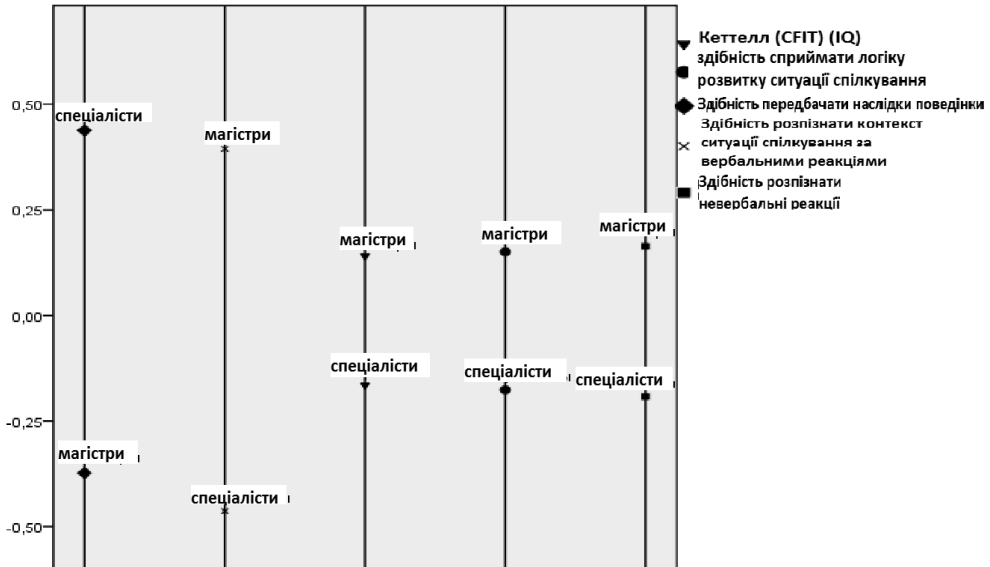 0,50
0,25
0,00
-0,25
-0,50
спеціалісти
магістри
магістри
магістри
магістри
спеціалісти
спеціалісти
спеціалісти
магістри
спеціалісти
Кеттелл (CFIT) (IQ)
здібність сприймати логіку
розвитку ситуації спілкування
Здібність передбачати наслідки поведінки
Здібність розпізнати контекст
ситуації спілкування за
вербальними реакціями
Здібність розпізнати
невербальні реакції